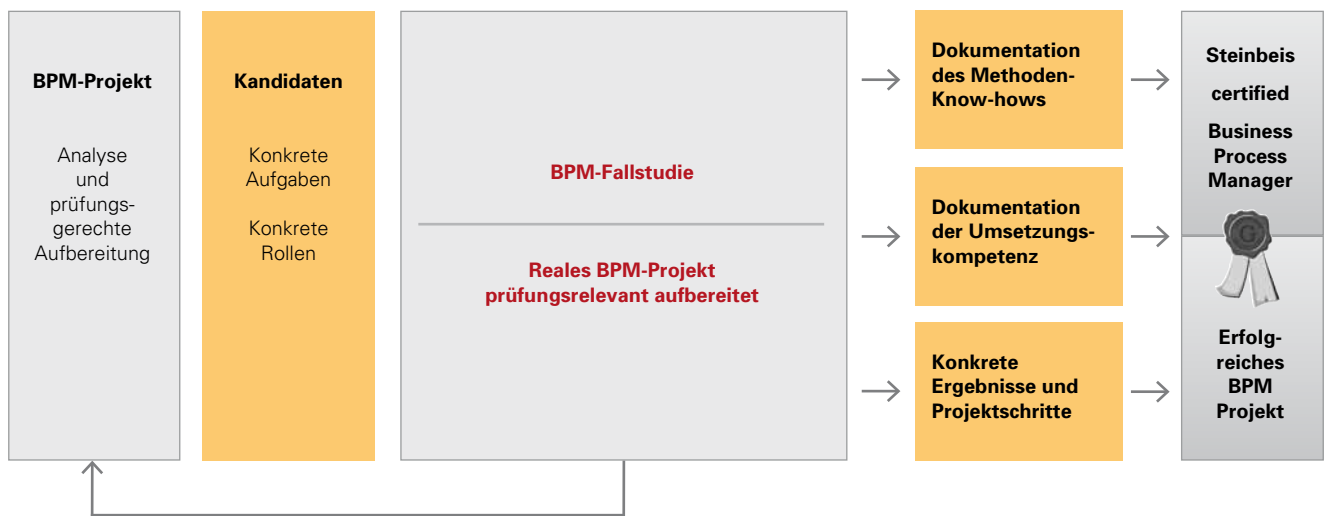 BPM-Projekt
Analyse
und
prüfungs-
gerechte
Aufbereitung
Kandidaten
Konkrete
Aufgaben
Konkrete
Rollen
BPM-Fallstudie
Reales BPM-Projekt
prüfungsrelevant aufbereitet
Dokumentation
des Methoden-
Know-hows
Dokumentation
der Umsetzungs-
kompetenz
Konkrete
Ergebnisse und
Projektschritte
Steinbeis
certified
Business
Process
Manager
G
Erfolg-
reiches
BPM
Projekt